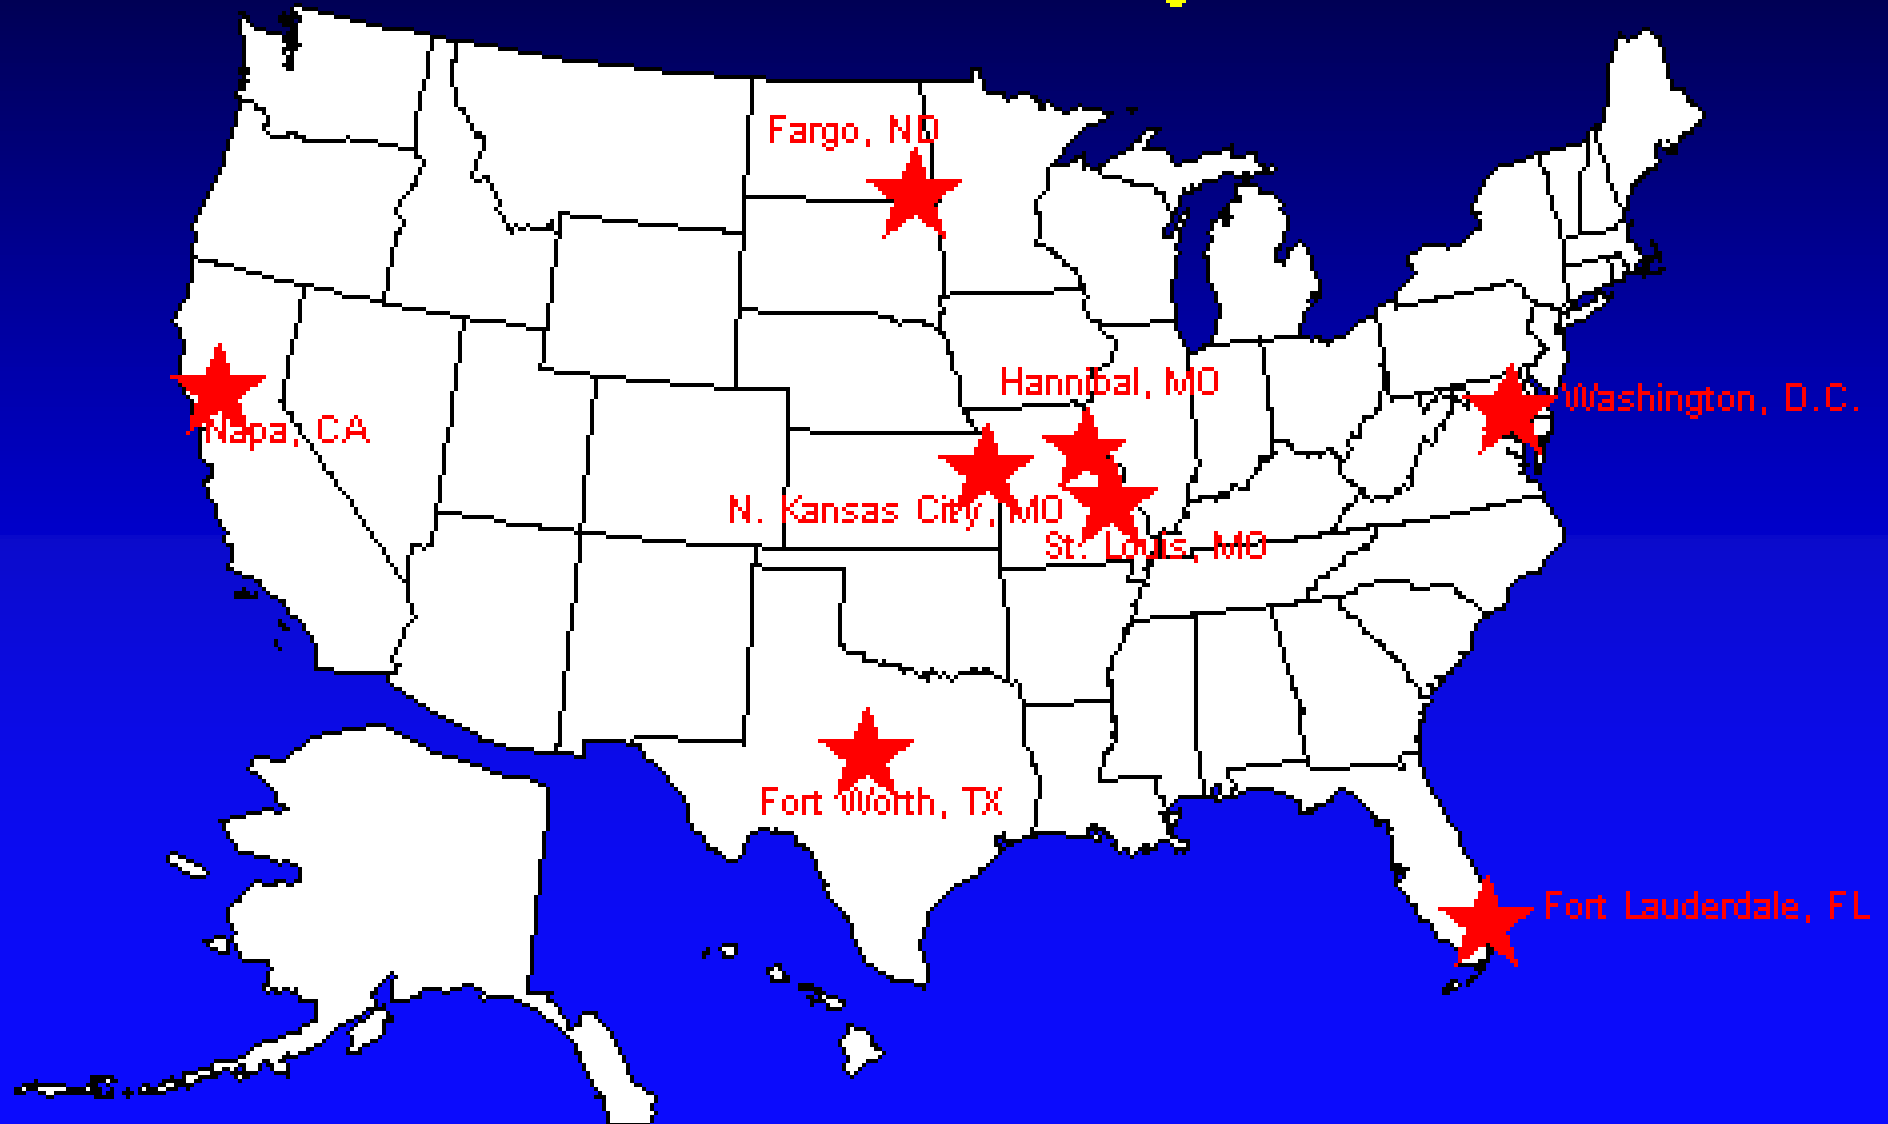 Fargo, ND
Hannibal, MO
Washington, D.C.
Napa, CA
N. Kansas City, MO
St. Louis, MO
Fort Worth, TX
Fort Lauderdale, FL